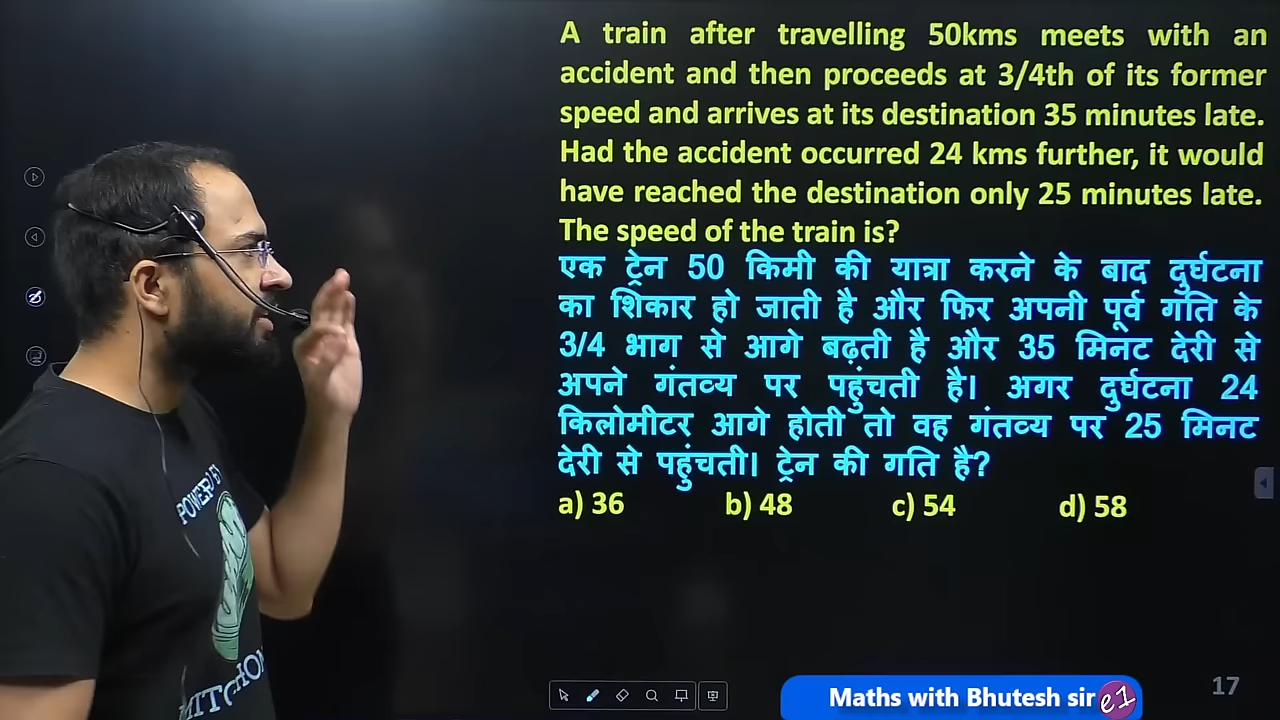 A train after travelling 50kms meets with an
accident and then proceeds at 3/4th of its former
speed and arrives at its destination 35 minutes late.
Had the accident occurred 24 kms further, it would
have reached the destination only 25 minutes late.
The speed of the train is?
एक ट्रेन 50 किमी की यात्रा करने के बाद दुर्घटना
का शिकार हो जाती है और फिर अपनी पूर्व गति के
3/4 भाग से आगे बढ़ती है और 35 मिनट देरी से
अपने गंतव्य पर पहुंचती है। अगर दुर्घटना 24
किलोमीटर आगे होती तो वह गंतव्य पर 25 मिनट
देरी से पहुंचती। ट्रेन की गति है?
a) 36 b) 48 c) 54 d) 58
Maths with Bhutesh sir e1
17